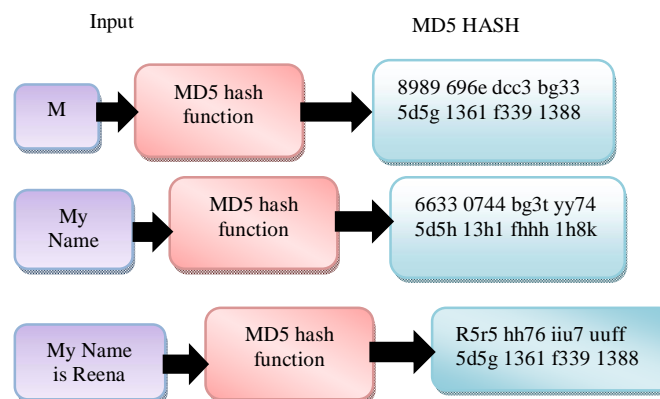 Input
MD5 HASH
M
MD5 hash
function
8989 696e dcc3 bg33
5d5g 1361 f339 1388
My
Name
MD5 hash
function
6633 0744 bg3t yy74
5d5h 13h1 fhhh 1h8k
My Name
is Reena
MD5 hash
function
R5r5 hh76 iiu7 uuff
5d5g 1361 f339 1388